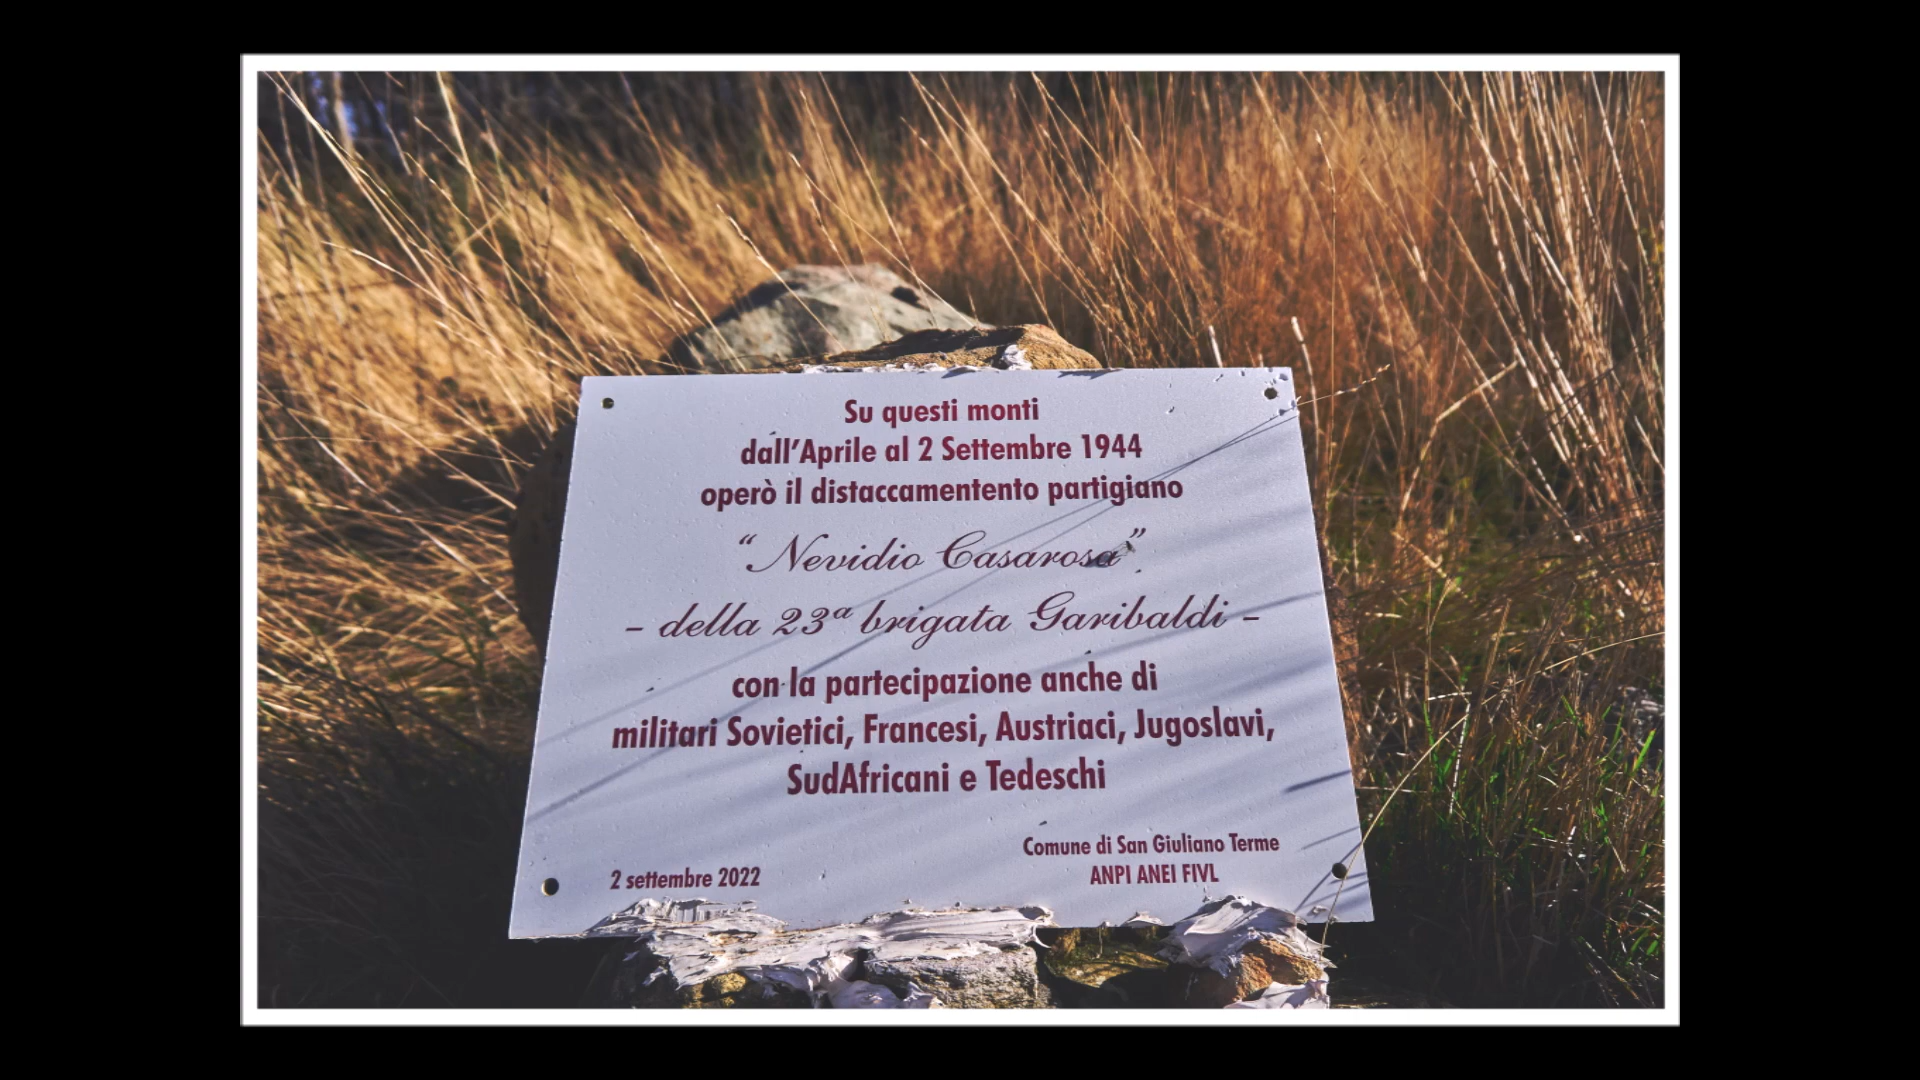 Su questi monti
dall'Aprile al 2 Settembre 1944
operò il distaccamentento partigiano
“Nevidio Casarosa”
- della 23ª brigata Garibaldi -
con la partecipazione anche di
militari Sovietici, Francesi, Austriaci, Jugoslavi,
SudAfricani e Tedeschi
Comune di San Giuliano Terme
2 settembre 2022 ANPI ANEI FIVL